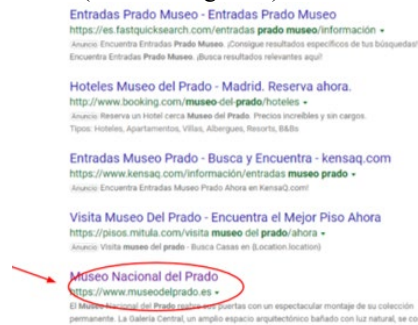 Entradas Prado Museo - Entradas Prado Museo
https://es.fastquicksearch.com/entradas prado museo/información
Anuncio Encuentra Entradas Prado Museo. ¡Consigue resultados específicos de tus búsquedas!
Encuentra Entradas Prado Museo. ¡Busca resultados relevantes aquí!
Hoteles Museo del Prado - Madrid. Reserva ahora.
http://www.booking.com/museo-del-prado/hoteles
Anuncio Reserva un Hotel cerca Museo del Prado. Precios increíbles y sin cargos.
Tipos: Hoteles, Apartamentos, Villas, Albergues, Resorts, B&Bs
Entradas Museo Prado - Busca y Encuentra - kensaq.com
https://www.kensaq.com/información/entradas museo prado
Anuncio Encuentra Entradas Museo Prado Ahora en KensaQ.com!
Visita Museo Del Prado - Encuentra el Mejor Piso Ahora
https://pisos.mitula.com/visita museo del prado/ahora
Anuncio Visita museo del prado - Busca Casas en {Location.location}
Museo Nacional del Prado
https://www.museodelprado.es
El Museo Nacional del Prado reabre sus puertas con un espectacular montaje de su colección
permanente. La Galería Central, un amplio espacio arquitectónico bañado con luz natural, se co